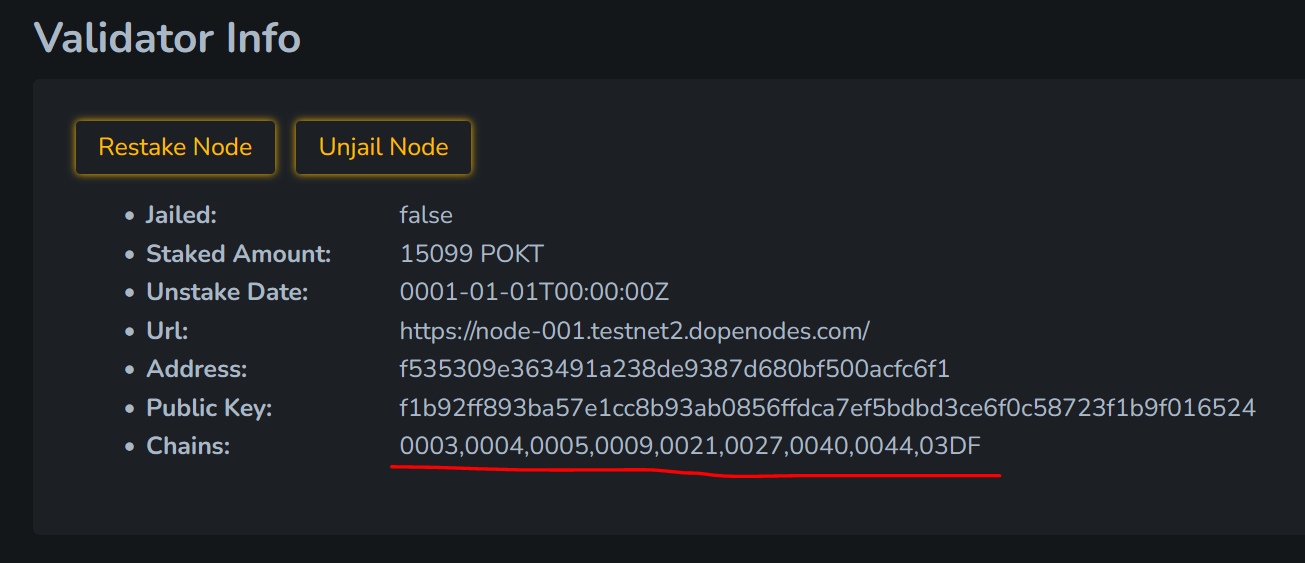 Validator Info
Restake Node Unjail Node
• Jailed: false
• Staked Amount: 15099 POKT
• Unstake Date: 0001-01-01T00:00:00Z
• Url: https://node-001.testnet2.dopenodes.com/
• Address: f535309e363491a238de9387d680bf500acfc6f1
• Public Key: f1b92ff893ba57e1cc8b93ab0856ffdca7ef5bdbd3ce6f0c58723f1b9f016524
• Chains: 0003,0004,0005,0009,0021,0027,0040,0044,03DF